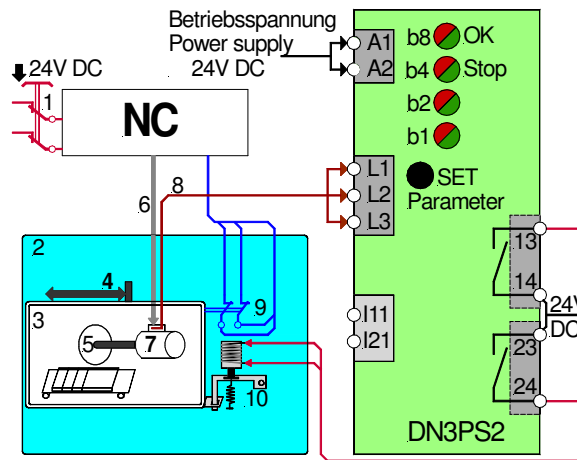 Betriebsspannung
Power supply
24V DC
24V DC
1
NC
6
8
2
4
3
5
7
9
10
A1
A2
b8 OK
b4 Stop
b2
b1
L1
L2
L3
SET
Parameter
13
14
24V
DC
I11
I21
23
24
DN3PS2